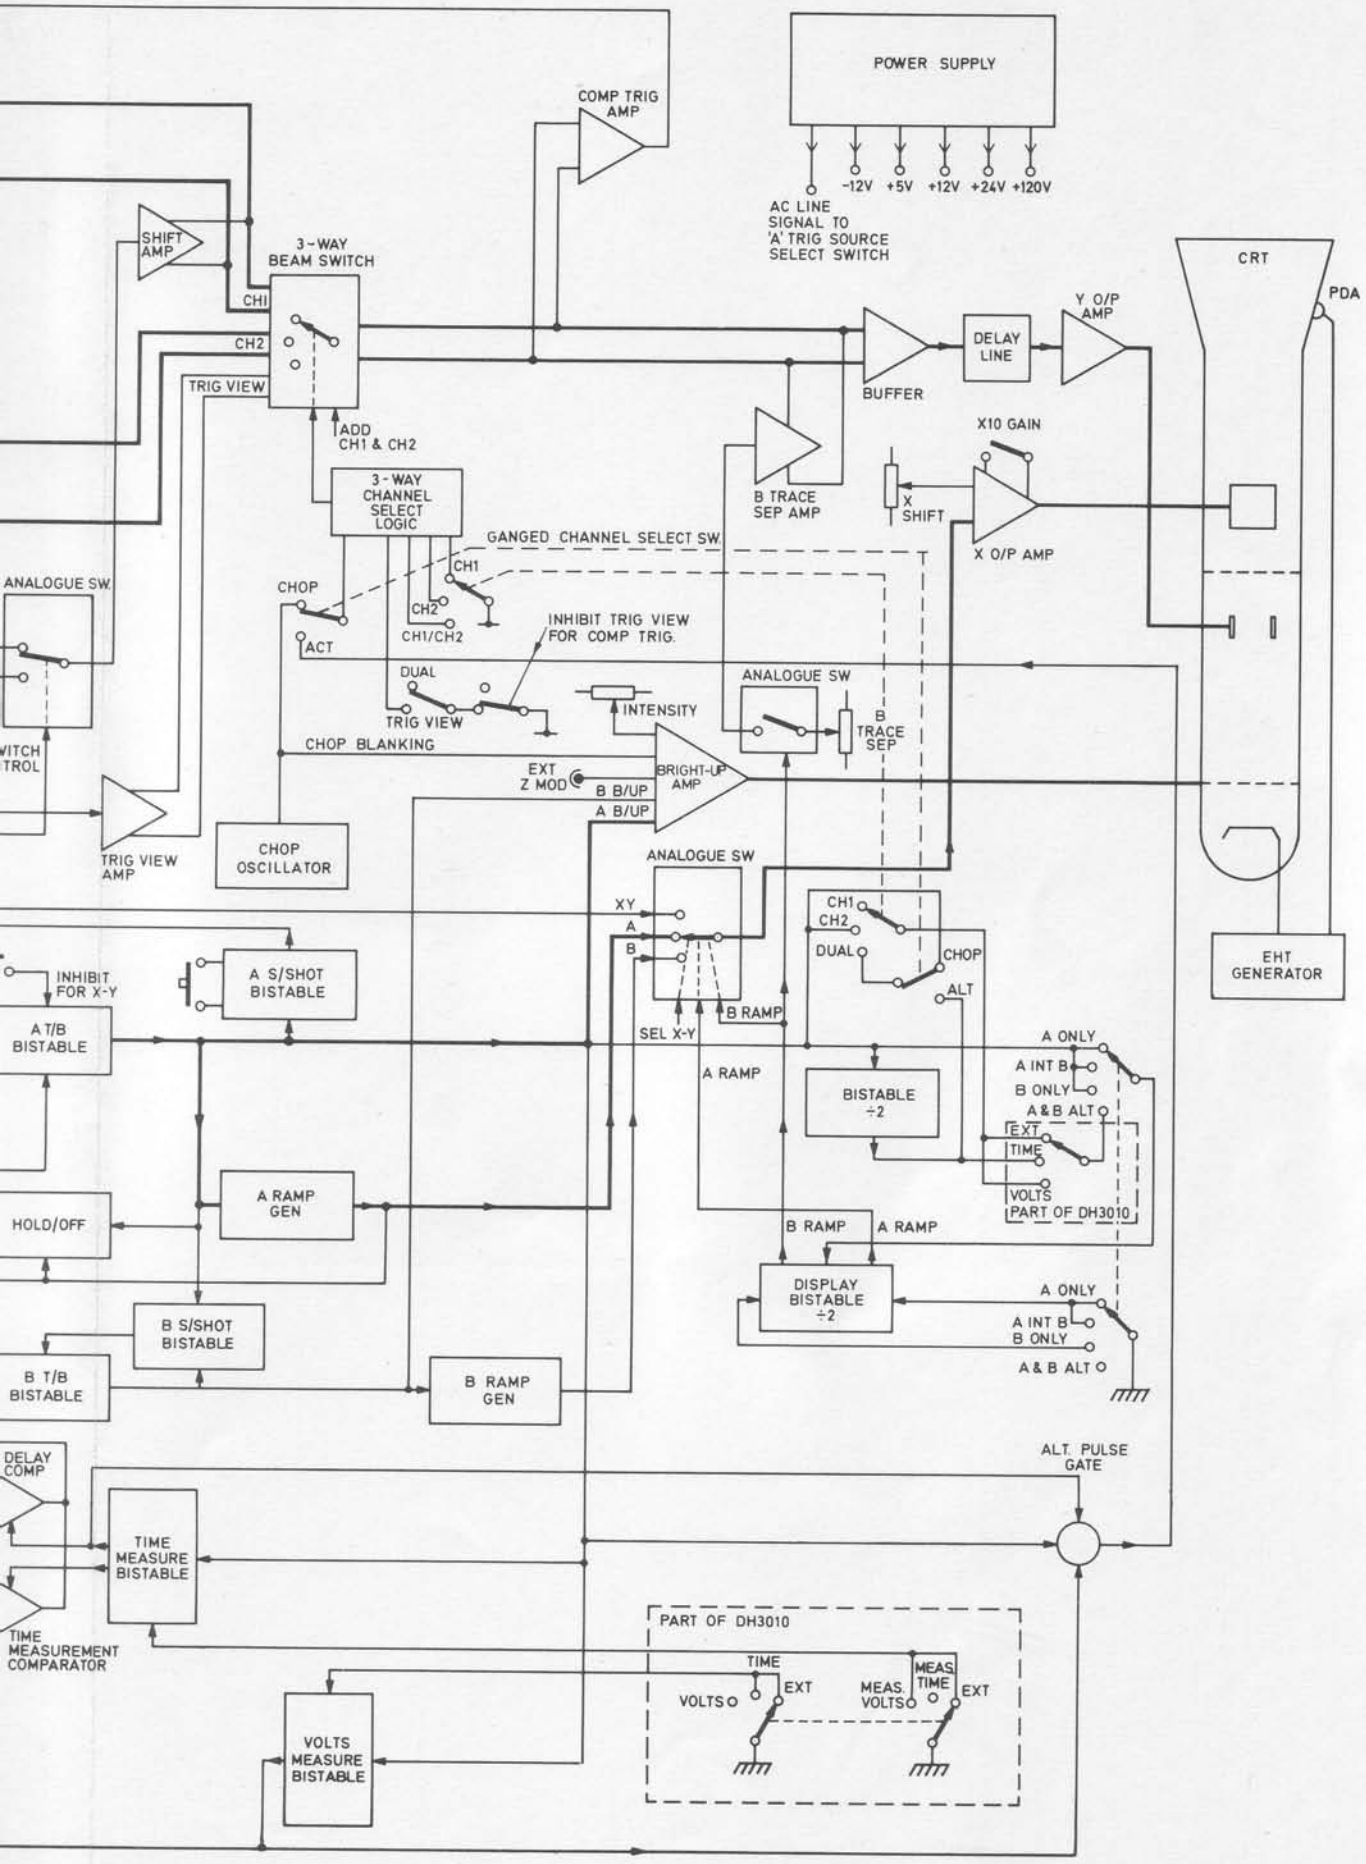 COMP TRIG
AMP
POWER SUPPLY
-12V
+5V
+12V
+24V
+120V
AC LINE
SIGNAL TO
'A' TRIG SOURCE
SELECT SWITCH
SHIFT
AMP
3-WAY
BEAM SWITCH
CH1
CH2
TRIG VIEW
ADD
CH1 & CH2
CRT
PDA
Y O/P
AMP
DELAY
LINE
BUFFER
X10 GAIN
B TRACE
SEP AMP
X
SHIFT
X O/P AMP
3-WAY
CHANNEL
SELECT
LOGIC
GANGED CHANNEL SELECT SW.
ANALOGUE SW.
CHOP
CH1
CH2
CH1/CH2
ACT
INHIBIT TRIG VIEW
FOR COMP TRIG.
DUAL
TRIG VIEW
INTENSITY
ANALOGUE SW
B
TRACE
SEP
CHOP BLANKING
EXT
Z MOD
BRIGHT-UP
AMP
B B/UP
A B/UP
WITCH
TROL
TRIG VIEW
AMP
CHOP
OSCILLATOR
ANALOGUE SW
XY
A
B
SEL X-Y
B RAMP
A RAMP
CH1
CH2
DUAL
CHOP
ALT
EHT
GENERATOR
INHIBIT
FOR X-Y
A S/SHOT
BISTABLE
A T/B
BISTABLE
BISTABLE
÷2
A ONLY
A INT B
B ONLY
A & B ALT
EXT
TIME
VOLTS
PART OF DH3010
HOLD/OFF
A RAMP
GEN
B RAMP
A RAMP
DISPLAY
BISTABLE
÷2
A ONLY
A INT B
B ONLY
A & B ALT
B S/SHOT
BISTABLE
B T/B
BISTABLE
B RAMP
GEN
DELAY
COMP
ALT. PULSE
GATE
TIME
MEASURE
BISTABLE
TIME
MEASUREMENT
COMPARATOR
PART OF DH3010
TIME
VOLTS
EXT
MEAS.
VOLTS
MEAS.
TIME
EXT
VOLTS
MEASURE
BISTABLE